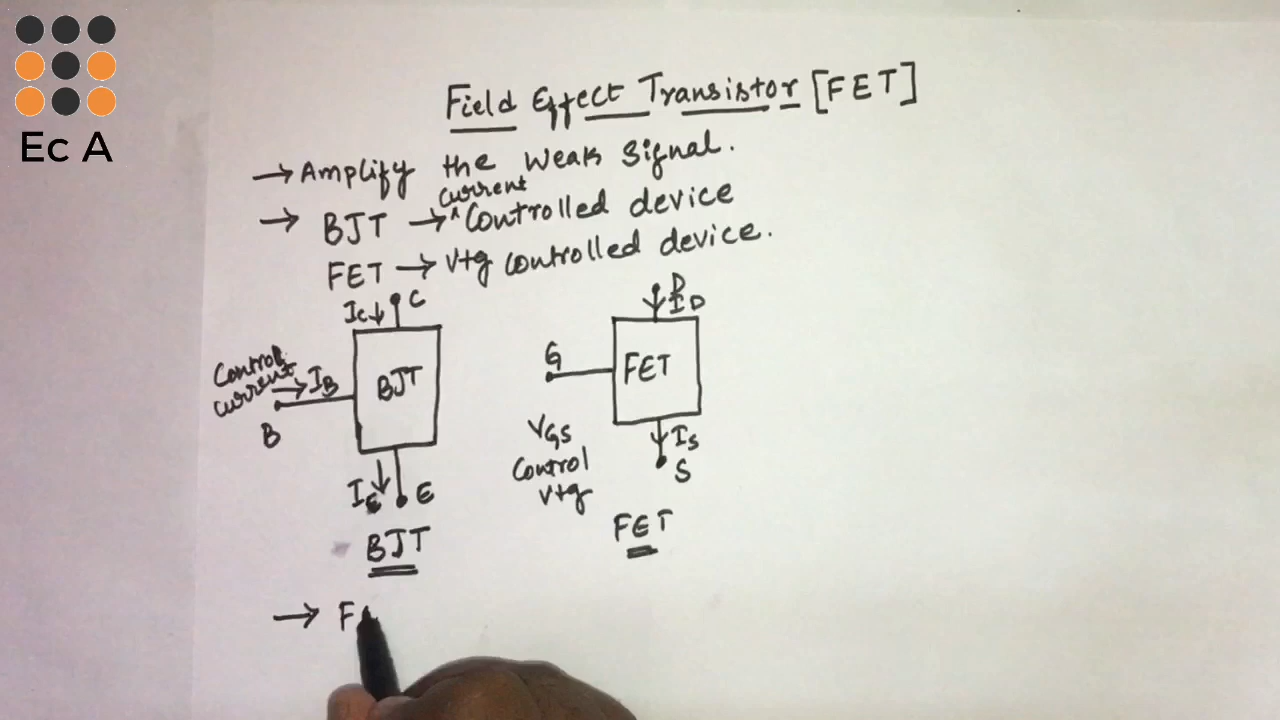 Ec A
Field Effect Transistor [FET]
→ Amplify the weak signal.
→ BJT → current controlled device
FET → Vtg controlled device.
IC C
Control current IB
B
BJT
IE E
BJT
D
ID
G
FET
VGS
Control
Vtg
IS
S
FET
→ F